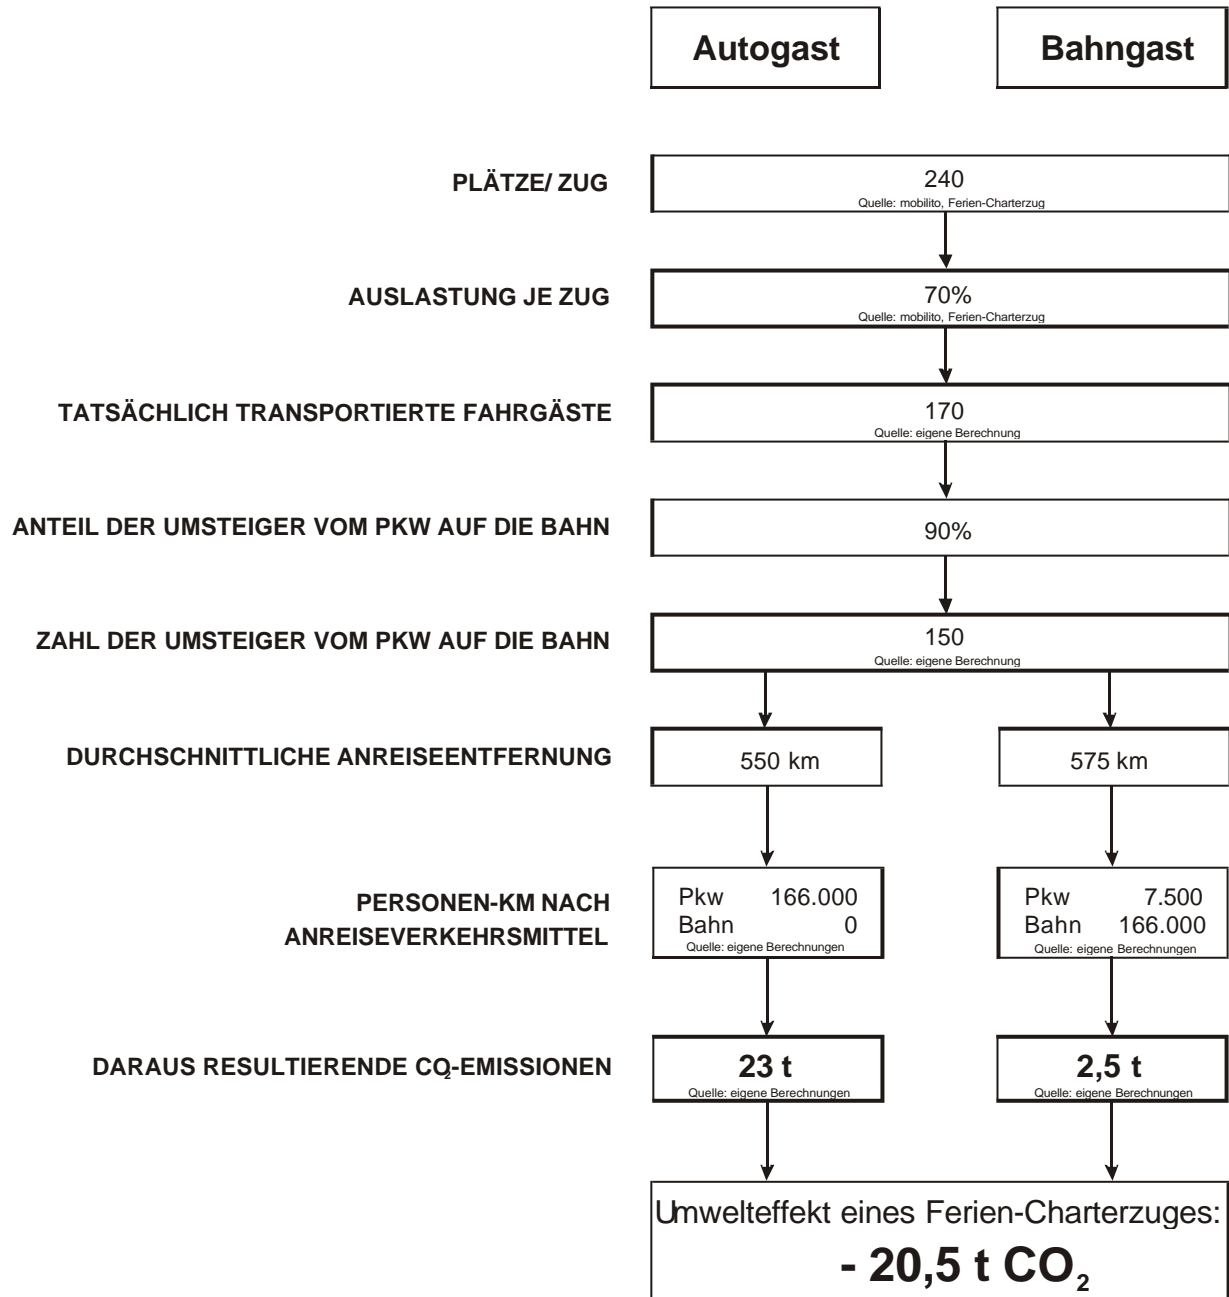 Autogast
Bahngast
PLÄTZE/ ZUG
240
Quelle: mobilito, Ferien-Charterzug
AUSLASTUNG JE ZUG
70%
Quelle: mobilito, Ferien-Charterzug
TATSÄCHLICH TRANSPORTIERTE FAHRGÄSTE
170
Quelle: eigene Berechnung
ANTEIL DER UMSTEIGER VOM PKW AUF DIE BAHN
90%
ZAHL DER UMSTEIGER VOM PKW AUF DIE BAHN
150
Quelle: eigene Berechnung
DURCHSCHNITTLICHE ANREISEENTFERNUNG
550 km
575 km
PERSONEN-KM NACH
ANREISEVERKEHRSMITTEL
Pkw 166.000
Bahn 0
Quelle: eigene Berechnungen
Pkw 7.500
Bahn 166.000
Quelle: eigene Berechnungen
DARAUS RESULTIERENDE CO₂-EMISSIONEN
23 t
Quelle: eigene Berechnungen
2,5 t
Quelle: eigene Berechnungen
Umwelteffekt eines Ferien-Charterzuges:
- 20,5 t CO₂